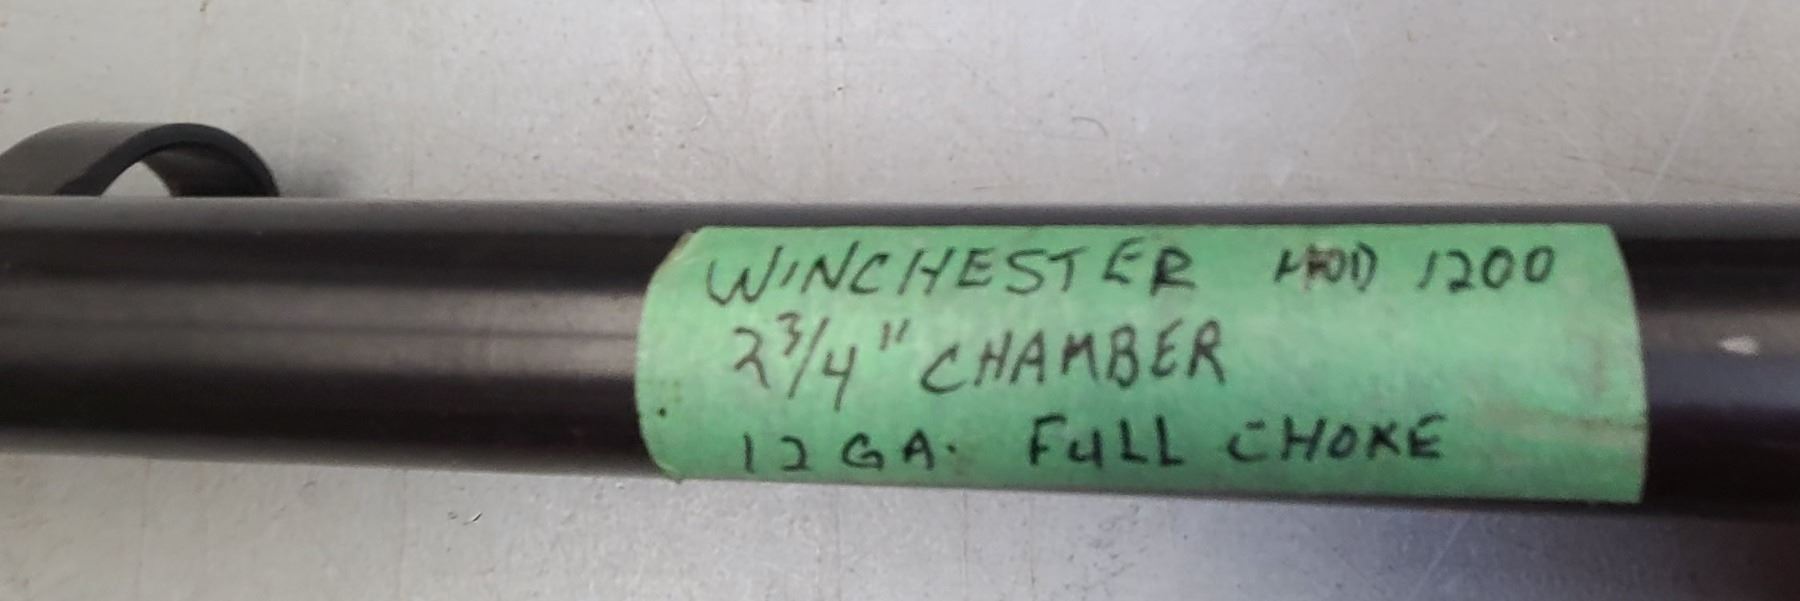 WINCHESTER MOD 1200
2 3/4" CHAMBER
12 GA. FULL CHOKE